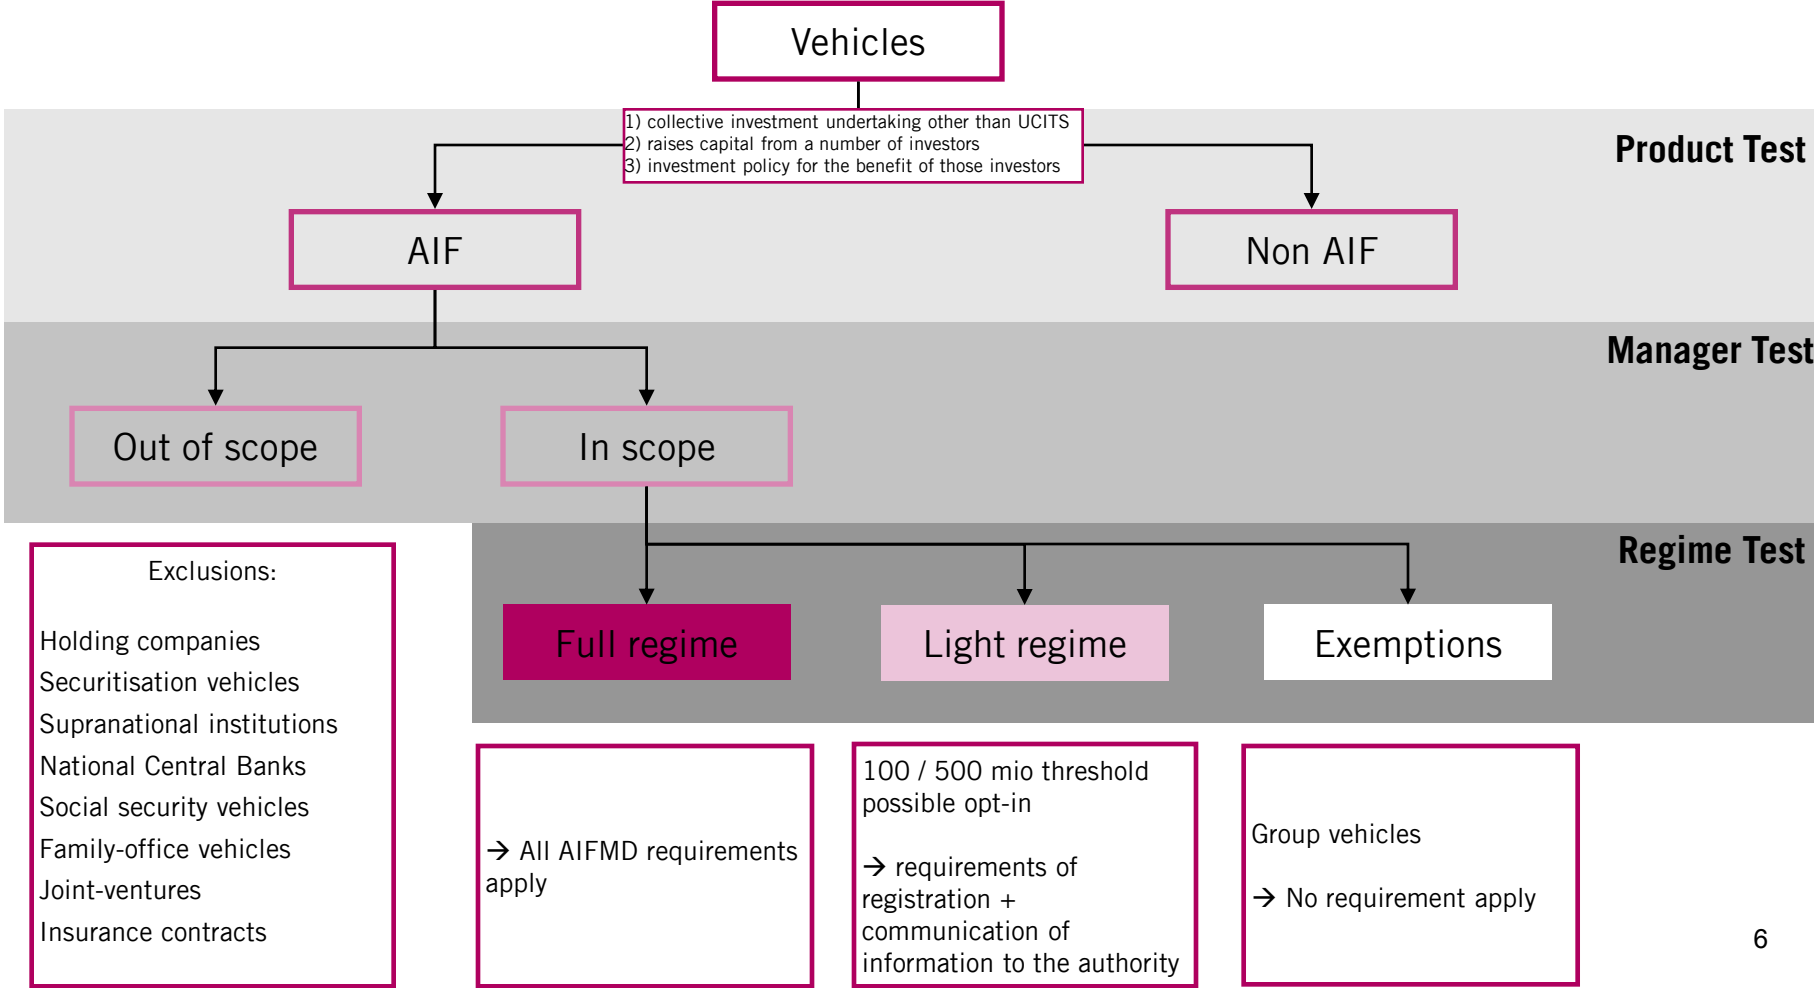 Vehicles
1) collective investment undertaking other than UCITS
2) raises capital from a number of investors
3) investment policy for the benefit of those investors
Product Test
AIF
Non AIF
Manager Test
Out of scope
In scope
Regime Test
Full regime
Light regime
Exemptions
Exclusions:
Holding companies
Securitisation vehicles
Supranational institutions
National Central Banks
Social security vehicles
Family-office vehicles
Joint-ventures
Insurance contracts
→ All AIFMD requirements
apply
100 / 500 mio threshold
possible opt-in
→ requirements of
registration +
communication of
information to the authority
Group vehicles
→ No requirement apply
6